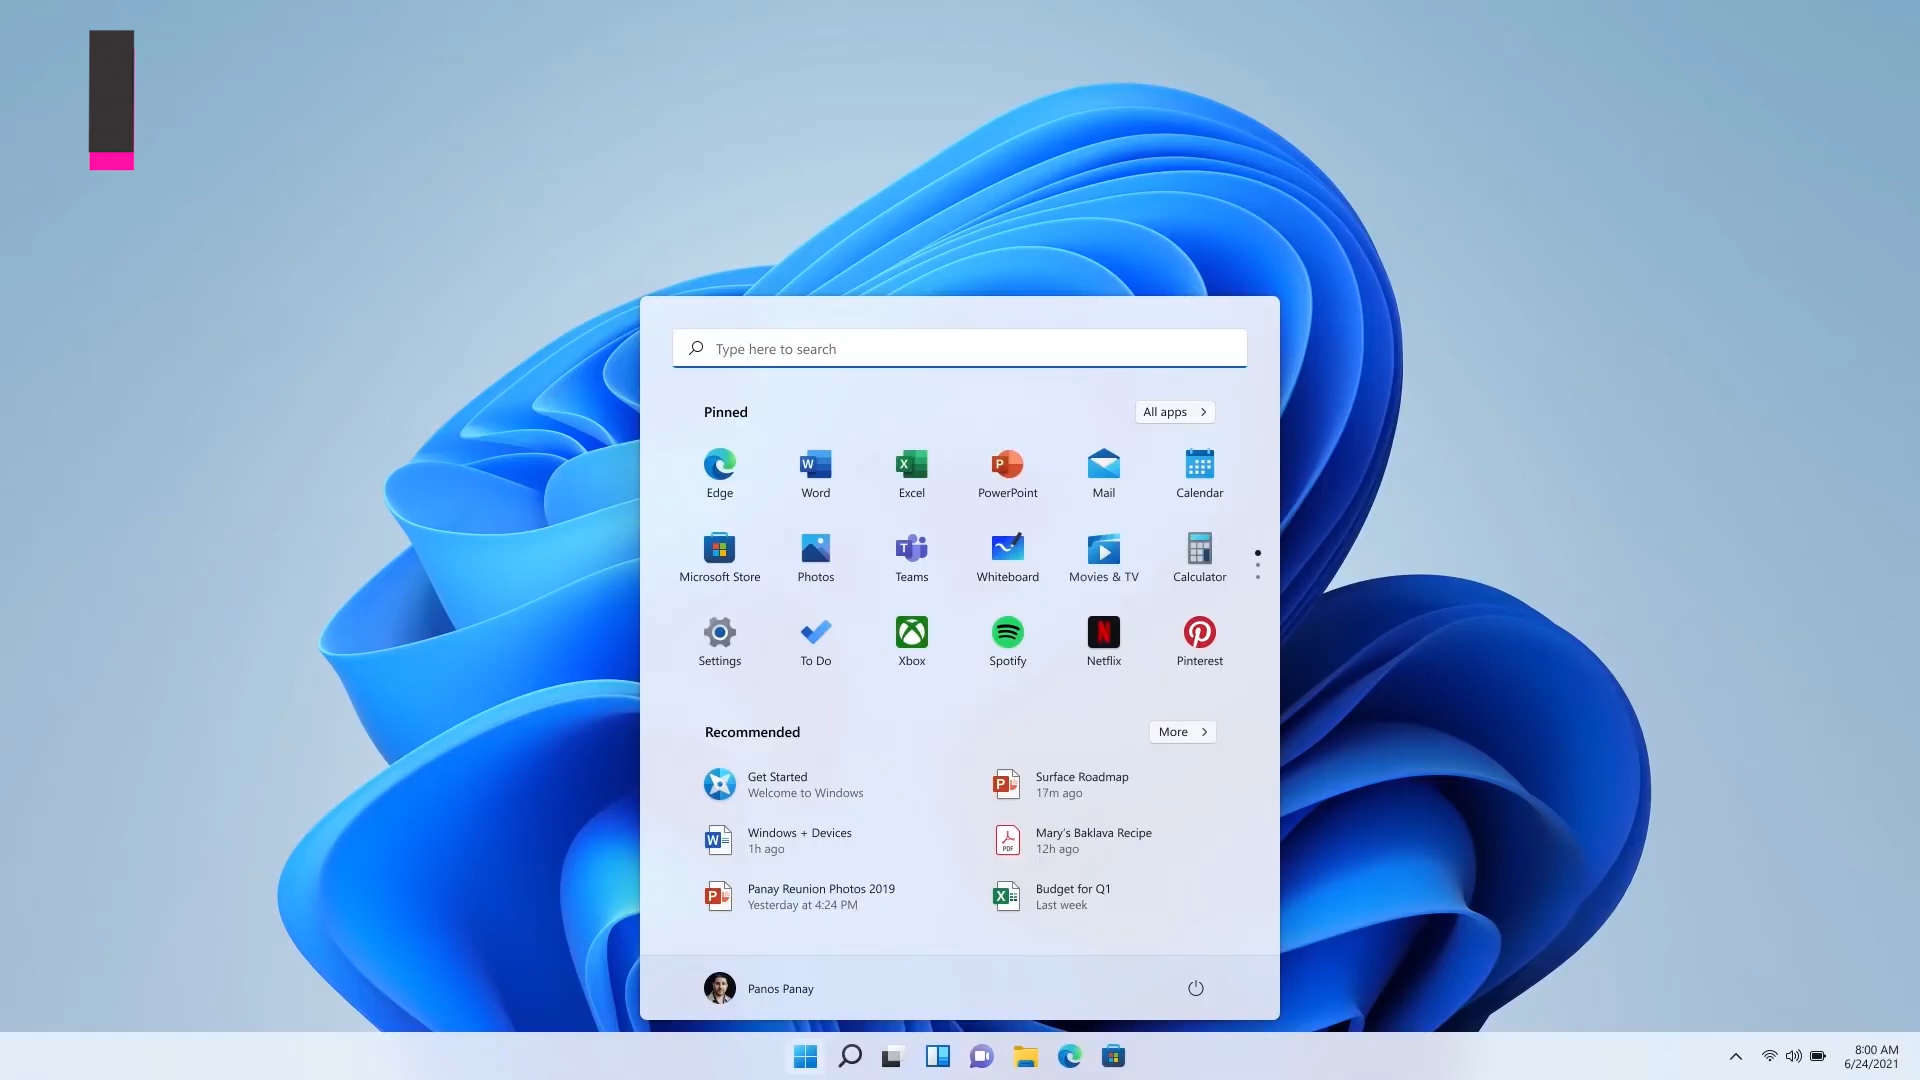 Type here to search
Pinned
All apps
Edge
Word
Excel
PowerPoint
Mail
Calendar
Microsoft Store
Photos
Teams
Whiteboard
Movies & TV
Calculator
Settings
To Do
Xbox
Spotify
Netflix
Pinterest
Recommended
More
Get Started
Welcome to Windows
Surface Roadmap
17m ago
Windows + Devices
1h ago
Mary's Baklava Recipe
12h ago
Panay Reunion Photos 2019
Yesterday at 4:24 PM
Budget for Q1
Last week
Panos Panay
8:00 AM
6/24/2021